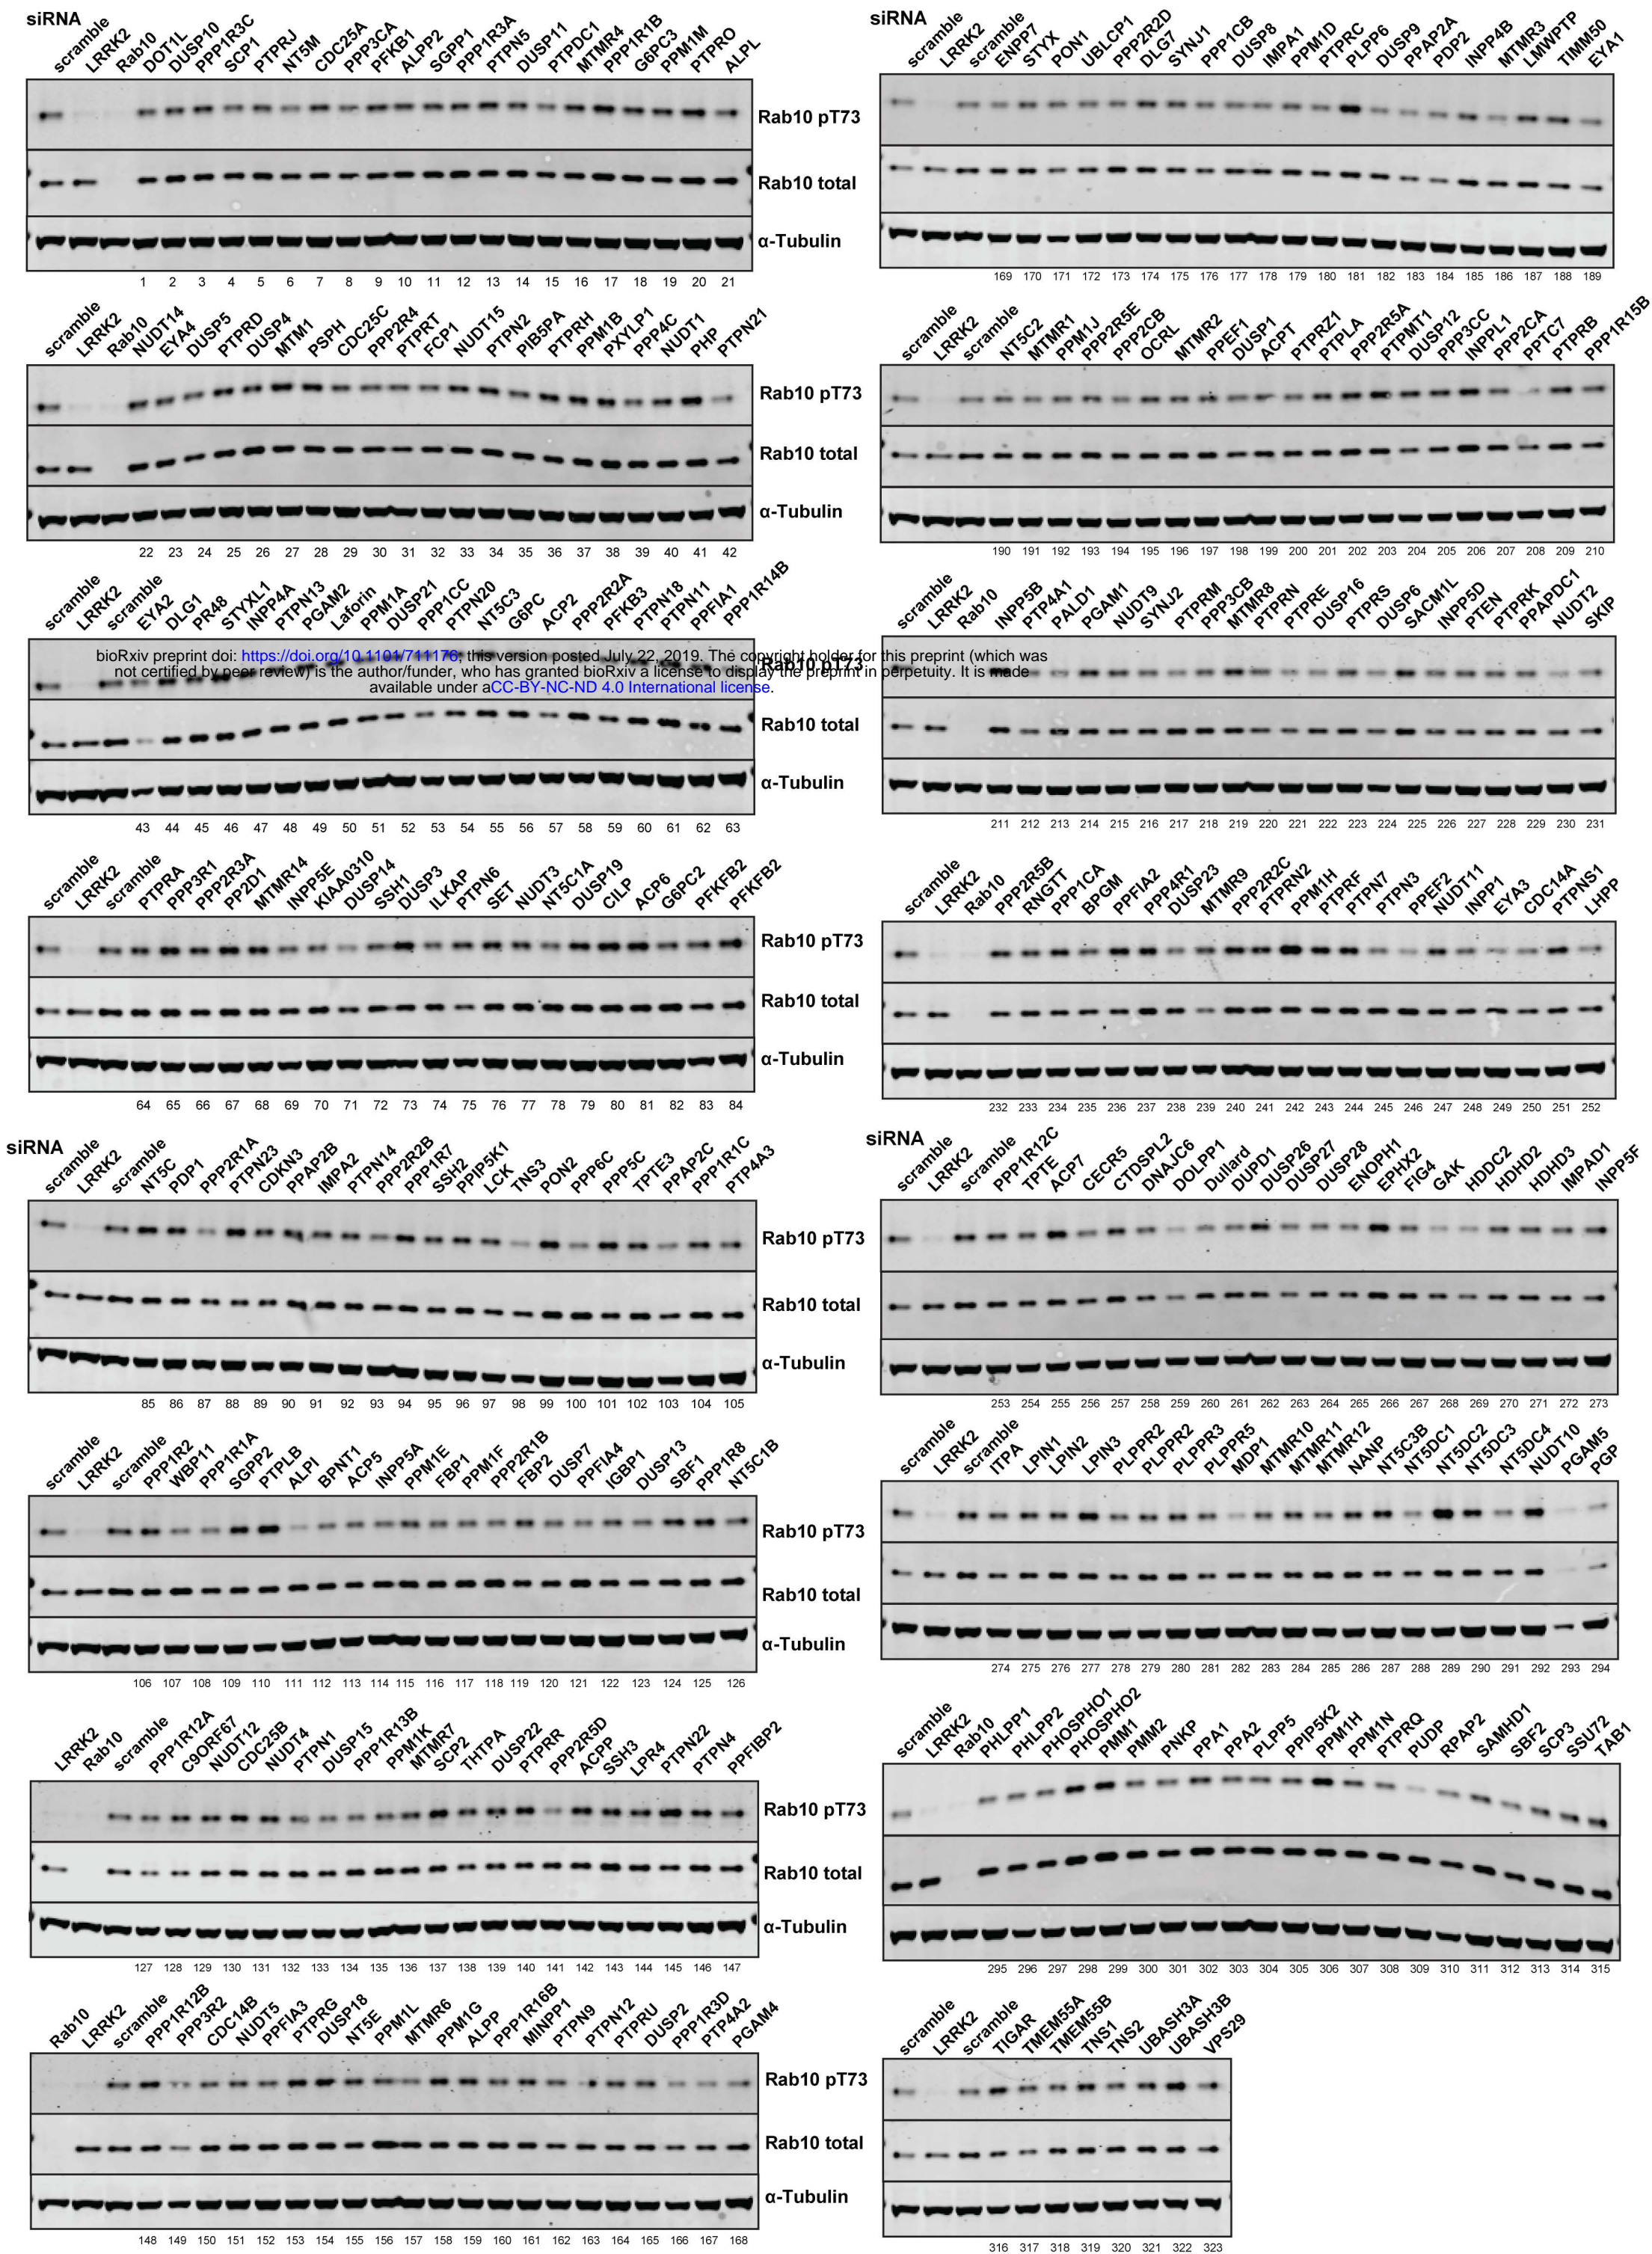 siRNA
scramble LRRK2 Rab10 DOT1L DUSP10 PPP1R3C SCP1 PTPRJ NT5M CDC25A PPP3CA PFKB1 ALPP2 SGPP1 PPP1R3A PTPN5 DUSP11 PTPDC1 MTMR4 PPP1R1B G6PC3 PPM1M PTPRO ALPL
Rab10 pT73
Rab10 total
α-Tubulin
1 2 3 4 5 6 7 8 9 10 11 12 13 14 15 16 17 18 19 20 21
scramble LRRK2 Rab10 NUDT14 EYA4 DUSP5 PTPRD DUSP4 MTM1 PSPH CDC25C PPP2R4 PTPRT FCP1 NUDT15 PTPN2 PIB5PA PTPRH PPM1B PXYLP1 PPP4C NUDT1 PHP PTPN21
Rab10 pT73
Rab10 total
α-Tubulin
22 23 24 25 26 27 28 29 30 31 32 33 34 35 36 37 38 39 40 41 42
scramble LRRK2 scramble EYA2 DLG1 PR48 STYXL1 INPP4A PTPN13 PGAM2 Laforin PPM1A DUSP21 PPP1CC PTPN20 NT5C3 G6PC ACP2 PPP2R2A PFKB3 PTPN18 PTPN11 PPFIA1 PPP1R14B
bioRxiv preprint doi: https://doi.org/10.1101/711176; this version posted July 22, 2019. The copyright holder for this preprint (which was
not certified by peer review) is the author/funder, who has granted bioRxiv a license to display the preprint in perpetuity. It is made
available under aCC-BY-NC-ND 4.0 International license.
Rab10 pT73
Rab10 total
α-Tubulin
43 44 45 46 47 48 49 50 51 52 53 54 55 56 57 58 59 60 61 62 63
scramble LRRK2 scramble PTPRA PPP3R1 PPP2R3A PP2D1 MTMR14 INPP5E KIAA0310 DUSP14 SSH1 DUSP3 ILKAP PTPN6 SET NUDT3 NT5C1A DUSP19 CILP ACP6 G6PC2 PFKFB2 PFKFB2
Rab10 pT73
Rab10 total
α-Tubulin
64 65 66 67 68 69 70 71 72 73 74 75 76 77 78 79 80 81 82 83 84
siRNA
scramble LRRK2 scramble NT5C PDP1 PPP2R1A PTPN23 CDKN3 PPAP2B IMPA2 PTPN14 PPP2R2B PPP1R7 SSH2 PPIP5K1 LCK TNS3 PON2 PPP6C PPP5C TPTE3 PPAP2C PPP1R1C PTP4A3
Rab10 pT73
Rab10 total
α-Tubulin
85 86 87 88 89 90 91 92 93 94 95 96 97 98 99 100 101 102 103 104 105
scramble LRRK2 scramble PPP1R2 WBP11 PPP1R1A SGPP2 PTPLB ALPI BPNT1 ACP5 INPP5A PPM1E FBP1 PPM1F PPP2R1B FBP2 DUSP7 PPFIA4 IGBP1 DUSP13 SBF1 PPP1R8 NT5C1B
Rab10 pT73
Rab10 total
α-Tubulin
106 107 108 109 110 111 112 113 114 115 116 117 118 119 120 121 122 123 124 125 126
LRRK2 Rab10 scramble PPP1R12A C9ORF67 NUDT12 CDC25B NUDT4 PTPN1 DUSP15 PPP1R13B PPM1K MTMR7 SCP2 THTPA DUSP22 PTPRR PPP2R5D ACPP SSH3 LPR4 PTPN22 PTPN4 PPFIBP2
Rab10 pT73
Rab10 total
α-Tubulin
127 128 129 130 131 132 133 134 135 136 137 138 139 140 141 142 143 144 145 146 147
Rab10 LRRK2 scramble PPP1R12B PPP3R2 CDC14B NUDT5 PPFIA3 PTPRG DUSP18 NT5E PPM1L MTMR6 PPM1G ALPP PPP1R16B MINPP1 PTPN9 PTPN12 PTPRU DUSP2 PPP1R3D PTP4A2 PGAM4
Rab10 pT73
Rab10 total
α-Tubulin
148 149 150 151 152 153 154 155 156 157 158 159 160 161 162 163 164 165 166 167 168
siRNA
scramble LRRK2 scramble ENPP7 STYX PON1 UBLCP1 PPP2R2D DLG7 SYNJ1 PPP1CB DUSP8 IMPA1 PPM1D PTPRC PLPP6 DUSP9 PPAP2A PDP2 INPP4B MTMR3 LMWPTP TIMM50 EYA1
169 170 171 172 173 174 175 176 177 178 179 180 181 182 183 184 185 186 187 188 189
scramble LRRK2 scramble NT5C2 MTMR1 PPM1J PPP2R5E PPP2CB OCRL MTMR2 PPEF1 DUSP1 ACPT PTPRZ1 PTPLA PPP2R5A PTPMT1 DUSP12 PPP3CC INPPL1 PPP2CA PPTC7 PTPRB PPP1R15B
190 191 192 193 194 195 196 197 198 199 200 201 202 203 204 205 206 207 208 209 210
scramble LRRK2 Rab10 INPP5B PTP4A1 PALD1 PGAM1 NUDT9 SYNJ2 PTPRM PPP3CB MTMR8 PTPRN PTPRE DUSP16 PTPRS DUSP6 SACM1L INPP5D PTEN PTPRK PPAPDC1 NUDT2 SKIP
211 212 213 214 215 216 217 218 219 220 221 222 223 224 225 226 227 228 229 230 231
scramble LRRK2 Rab10 PPP2R5B RNGTT PPP1CA BPGM PPFIA2 PPP4R1 DUSP23 MTMR9 PPP2R2C PTPRN2 PPM1H PTPRF PTPN7 PTPN3 PPEF2 NUDT11 INPP1 EYA3 CDC14A PTPNS1 LHPP
232 233 234 235 236 237 238 239 240 241 242 243 244 245 246 247 248 249 250 251 252
siRNA
scramble LRRK2 scramble PPP1R12C TPTE ACP7 CECR5 CTDSPL2 DNAJC6 DOLPP1 Dullard DUPD1 DUSP26 DUSP27 DUSP28 ENOPH1 EPHX2 FIG4 GAK HDDC2 HDHD2 HDHD3 IMPAD1 INPP5F
253 254 255 256 257 258 259 260 261 262 263 264 265 266 267 268 269 270 271 272 273
scramble LRRK2 scramble ITPA LPIN1 LPIN2 LPIN3 PLPPR2 PLPPR2 PLPPR3 PLPPR5 MDP1 MTMR10 MTMR11 MTMR12 NANP NT5C3B NT5DC1 NT5DC2 NT5DC3 NT5DC4 NUDT10 PGAM5 PGP
274 275 276 277 278 279 280 281 282 283 284 285 286 287 288 289 290 291 292 293 294
scramble LRRK2 Rab10 PHLPP1 PHLPP2 PHOSPHO1 PHOSPHO2 PMM1 PMM2 PNKP PPA1 PPA2 PLPP5 PPIP5K2 PPM1H PPM1N PTPRQ PUDP RPAP2 SAMHD1 SBF2 SCP3 SSU72 TAB1
295 296 297 298 299 300 301 302 303 304 305 306 307 308 309 310 311 312 313 314 315
scramble LRRK2 scramble TIGAR TMEM55A TMEM55B TNS1 TNS2 UBASH3A UBASH3B VPS29
316 317 318 319 320 321 322 323